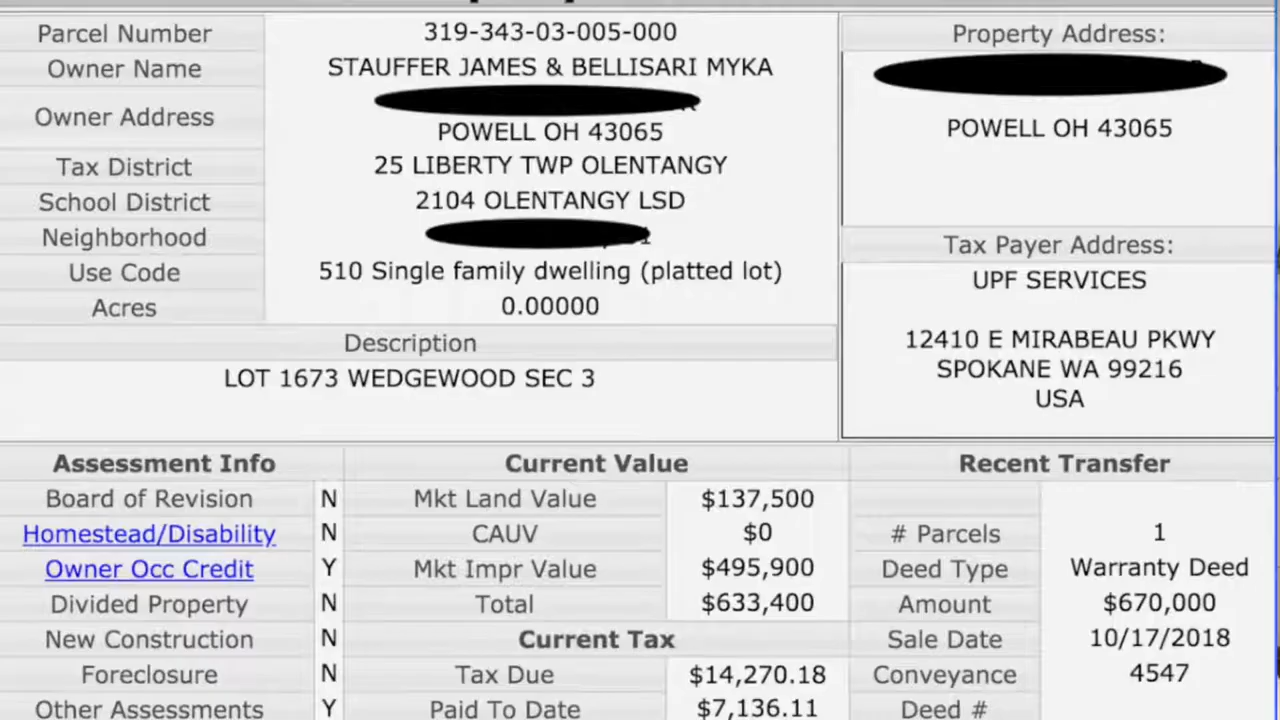 Parcel Number 319-343-03-005-000
Owner Name STAUFFER JAMES & BELLISARI MYKA
Owner Address
POWELL OH 43065
Tax District 25 LIBERTY TWP OLENTANGY
School District 2104 OLENTANGY LSD
Neighborhood
Use Code 510 Single family dwelling (platted lot)
Acres 0.00000
Description
LOT 1673 WEDGEWOOD SEC 3
Property Address:
POWELL OH 43065
Tax Payer Address:
UPF SERVICES
12410 E MIRABEAU PKWY
SPOKANE WA 99216
USA
Assessment Info
Board of Revision N
Homestead/Disability N
Owner Occ Credit Y
Divided Property N
New Construction N
Foreclosure N
Other Assessments Y
Current Value
Mkt Land Value $137,500
CAUV $0
Mkt Impr Value $495,900
Total $633,400
Current Tax
Tax Due $14,270.18
Paid To Date $7,136.11
Recent Transfer
# Parcels 1
Deed Type Warranty Deed
Amount $670,000
Sale Date 10/17/2018
Conveyance 4547
Deed #